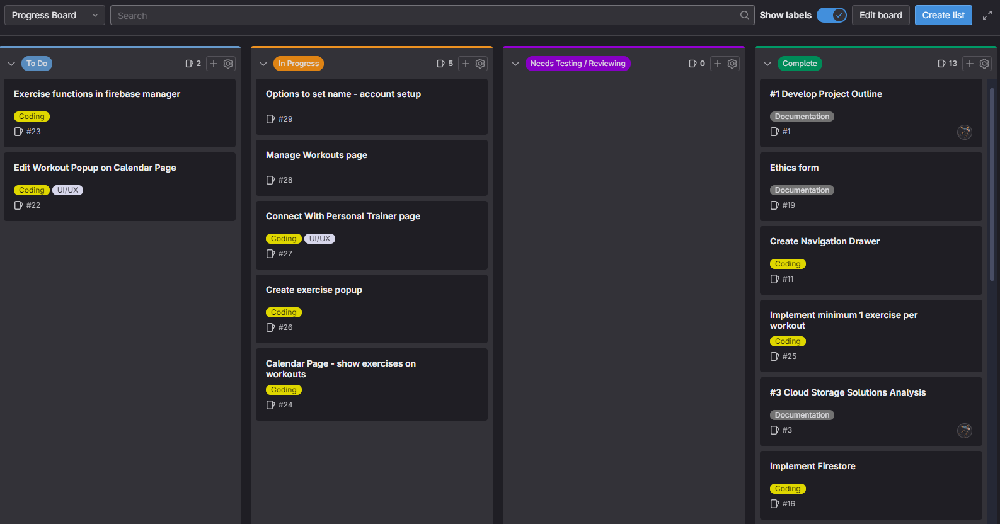 Progress Board
Search
Show labels
Edit board
Create list
To Do
2
Exercise functions in firebase manager
Coding
#23
Edit Workout Popup on Calendar Page
Coding UI/UX
#22
In Progress
5
Options to set name - account setup
#29
Manage Workouts page
#28
Connect With Personal Trainer page
Coding UI/UX
#27
Create exercise popup
Coding
#26
Calendar Page - show exercises on
workouts
Coding
#24
Needs Testing / Reviewing
0
Complete
13
#1 Develop Project Outline
Documentation
#1
Ethics form
Documentation
#19
Create Navigation Drawer
Coding
#11
Implement minimum 1 exercise per
workout
Coding
#25
#3 Cloud Storage Solutions Analysis
Documentation
#3
Implement Firestore
Coding
#16